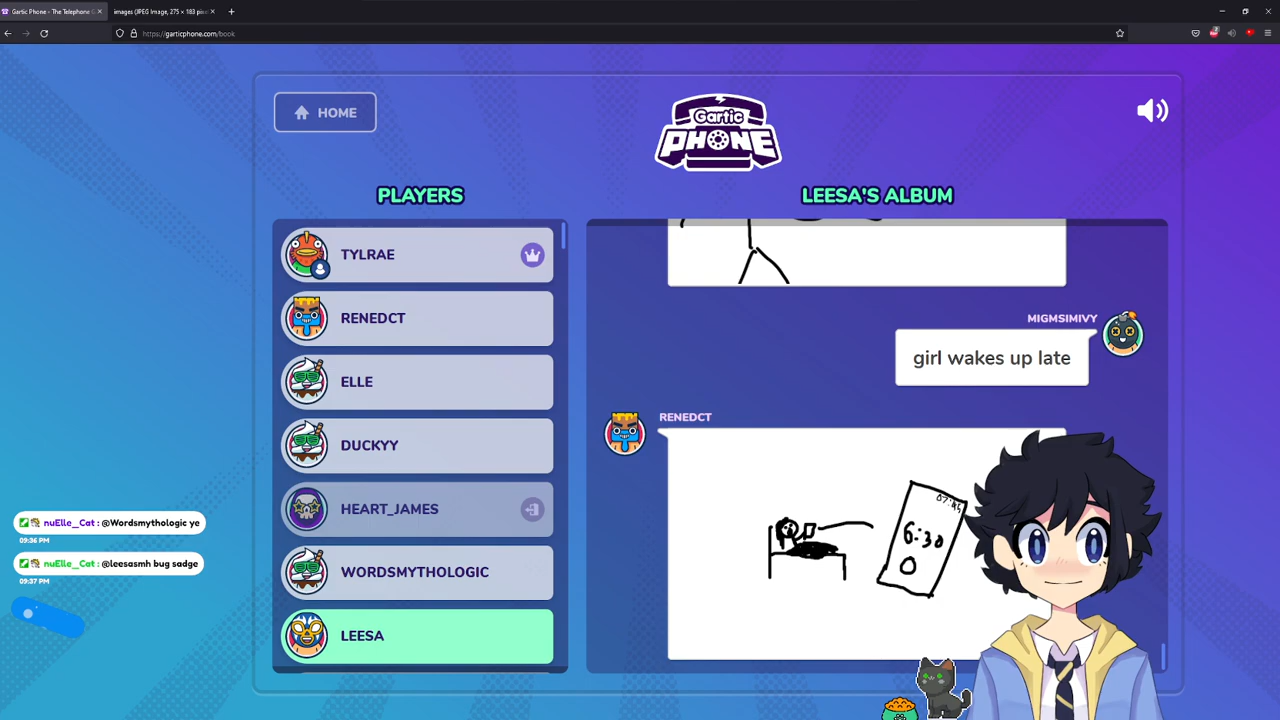 Gartic Phone - The Telephone G
images (JPEG Image, 275 × 183 pixel
https://garticphone.com/book
HOME
Gartic
PHONE
PLAYERS
LEESA'S ALBUM
TYLRAE
RENEDCT
ELLE
DUCKYY
HEART_JAMES
WORDSMYTHOLOGIC
LEESA
MIGMSIMIVY
girl wakes up late
RENEDCT
6:30
nuElle_Cat : @Wordsmythologic ye
09:36 PM
nuElle_Cat : @leesasmh bug sadge
09:37 PM